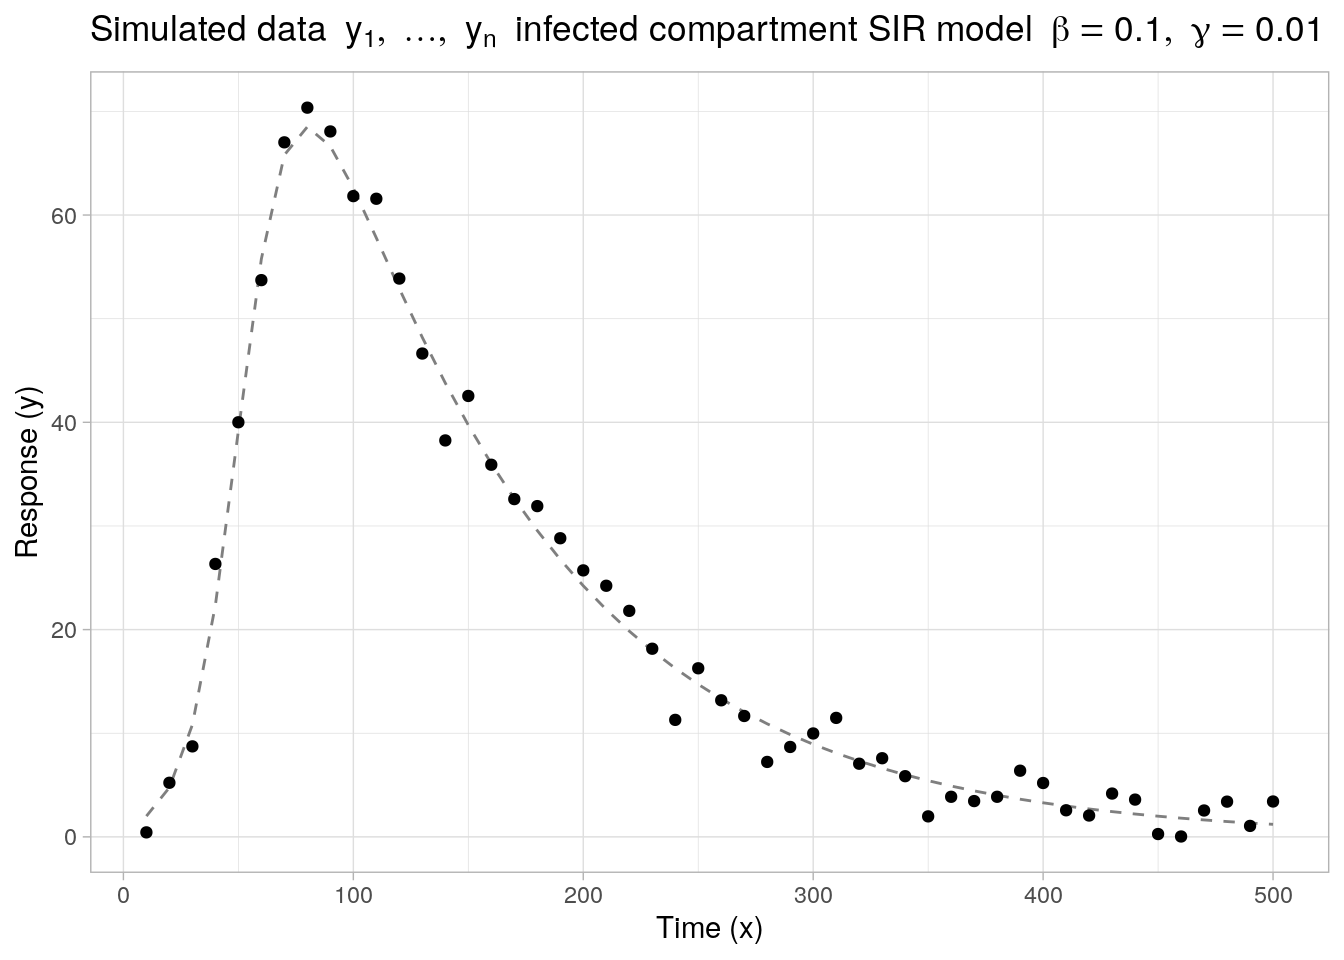 Simulated data y₁, …, yₙ infected compartment SIR model β = 0.1, γ = 0.01
60
40
20
0
Response (y)
0 100 200 300 400 500
Time (x)